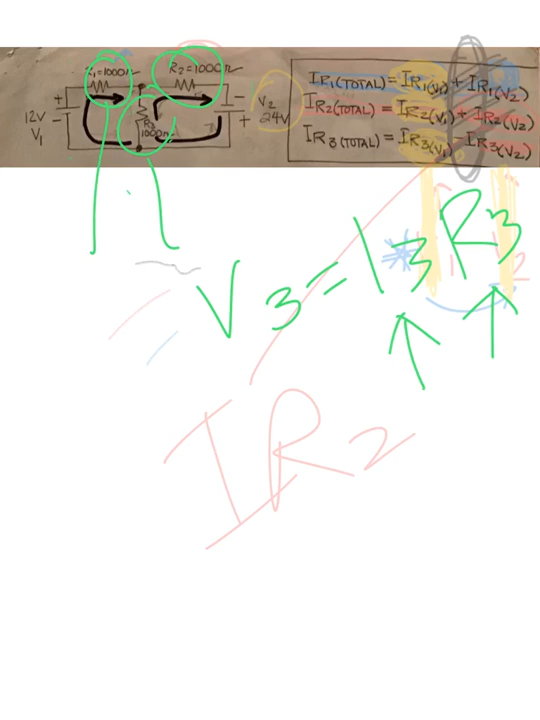 R1=1000Ω R2=1000Ω
12V V1 R3 1000Ω V2 24V
IR1(TOTAL) = IR1(V1) + IR1(V2)
IR2(TOTAL) = IR2(V1) + IR2(V2)
IR3(TOTAL) = IR3(V1) - IR3(V2)
V3=I3R3
IR2